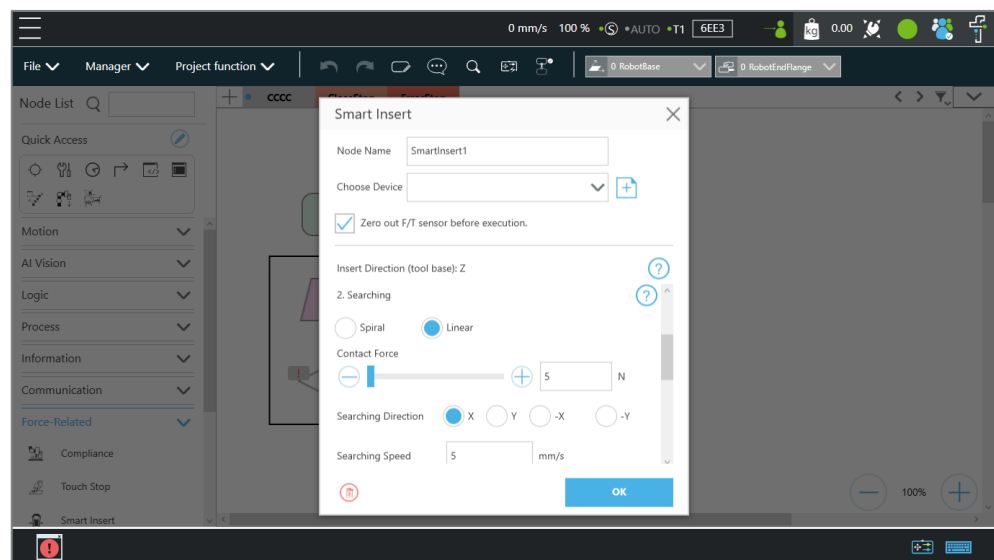 0 mm/s 100 % •Ⓢ •AUTO •T1 6EE3 kg 0.00
File Manager Project function 0 RobotBase 0 RobotEndFlange
Node List
cccc
Smart Insert
Node Name SmartInsert1
Quick Access
Choose Device
Zero out F/T sensor before execution.
Motion
AI Vision
Insert Direction (tool base): Z
2. Searching
Logic
Process
Spiral Linear
Information
Contact Force
5 N
Communication
Searching Direction X Y -X -Y
Force-Related
Compliance
Searching Speed 5 mm/s
Touch Stop
OK
100%
Smart Insert